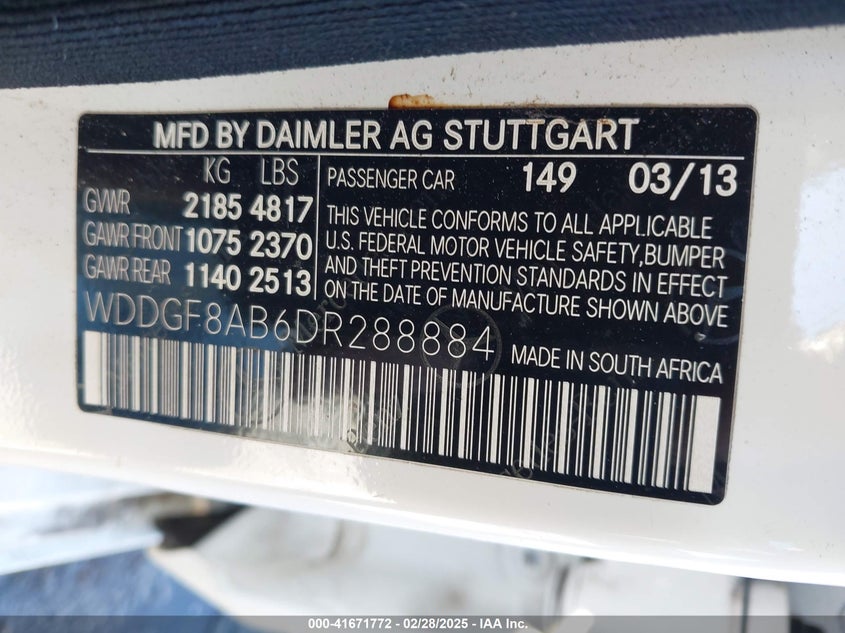 MFD BY DAIMLER AG STUTTGART
KG LBS
GVWR 2185 4817
GAWR FRONT 1075 2370
GAWR REAR 1140 2513
PASSENGER CAR 149 03/13
THIS VEHICLE CONFORMS TO ALL APPLICABLE
U.S. FEDERAL MOTOR VEHICLE SAFETY,BUMPER
AND THEFT PREVENTION STANDARDS IN EFFECT
ON THE DATE OF MANUFACTURE SHOWN ABOVE
WDDGF8AB6DR288884
MADE IN SOUTH AFRICA
000-41671772 / 02/28/2025 - IAA Inc.